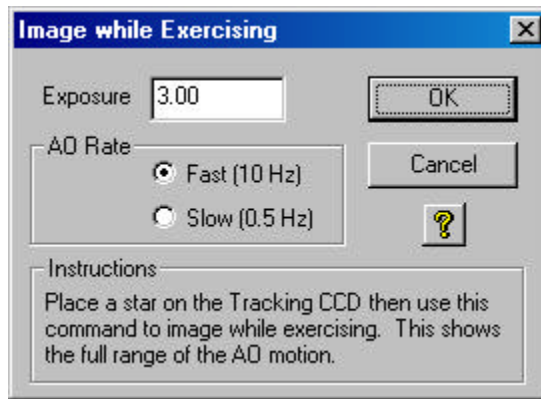 Image while Exercising
Exposure 3.00
OK
AO Rate
Fast (10 Hz)
Slow (0.5 Hz)
Cancel
?
Instructions
Place a star on the Tracking CCD then use this
command to image while exercising. This shows
the full range of the AO motion.